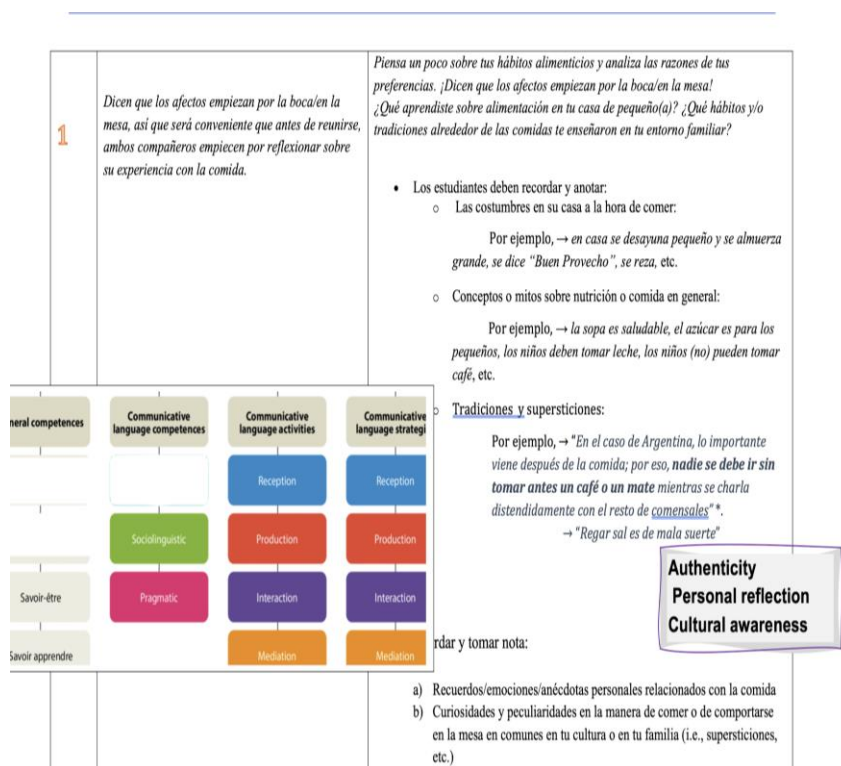 1
Dicen que los afectos empiezan por la boca/en la
mesa, así que será conveniente que antes de reunirse,
ambos compañeros empiecen por reflexionar sobre
su experiencia con la comida.
Piensa un poco sobre tus hábitos alimenticios y analiza las razones de tus
preferencias. ¡Dicen que los afectos empiezan por la boca/en la mesa!
¿Qué aprendiste sobre alimentación en tu casa de pequeño(a)? ¿Qué hábitos y/o
tradiciones alrededor de las comidas te enseñaron en tu entorno familiar?
• Los estudiantes deben recordar y anotar:
o Las costumbres en su casa a la hora de comer:
Por ejemplo, → en casa se desayuna pequeño y se almuerza
grande, se dice “Buen Provecho”, se reza, etc.
o Conceptos o mitos sobre nutrición o comida en general:
Por ejemplo, → la sopa es saludable, el azúcar es para los
pequeños, los niños deben tomar leche, los niños (no) pueden tomar
café, etc.
o Tradiciones y supersticiones:
Por ejemplo, → “En el caso de Argentina, lo importante
viene después de la comida; por eso, nadie se debe ir sin
tomar antes un café o un mate mientras se charla
distendidamente con el resto de comensales” *.
→ “Regar sal es de mala suerte”
neral competences
Savoir-être
Savoir apprendre
Communicative
language competences
Sociolinguistic
Pragmatic
Communicative
language activities
Reception
Production
Interaction
Mediation
Communicative
language strategi
Reception
Production
Interaction
Mediation
Authenticity
Personal reflection
Cultural awareness
rdar y tomar nota:
a) Recuerdos/emociones/anécdotas personales relacionados con la comida
b) Curiosidades y peculiaridades en la manera de comer o de comportarse
en la mesa en comunes en tu cultura o en tu familia (i.e., supersticiones,
etc.)